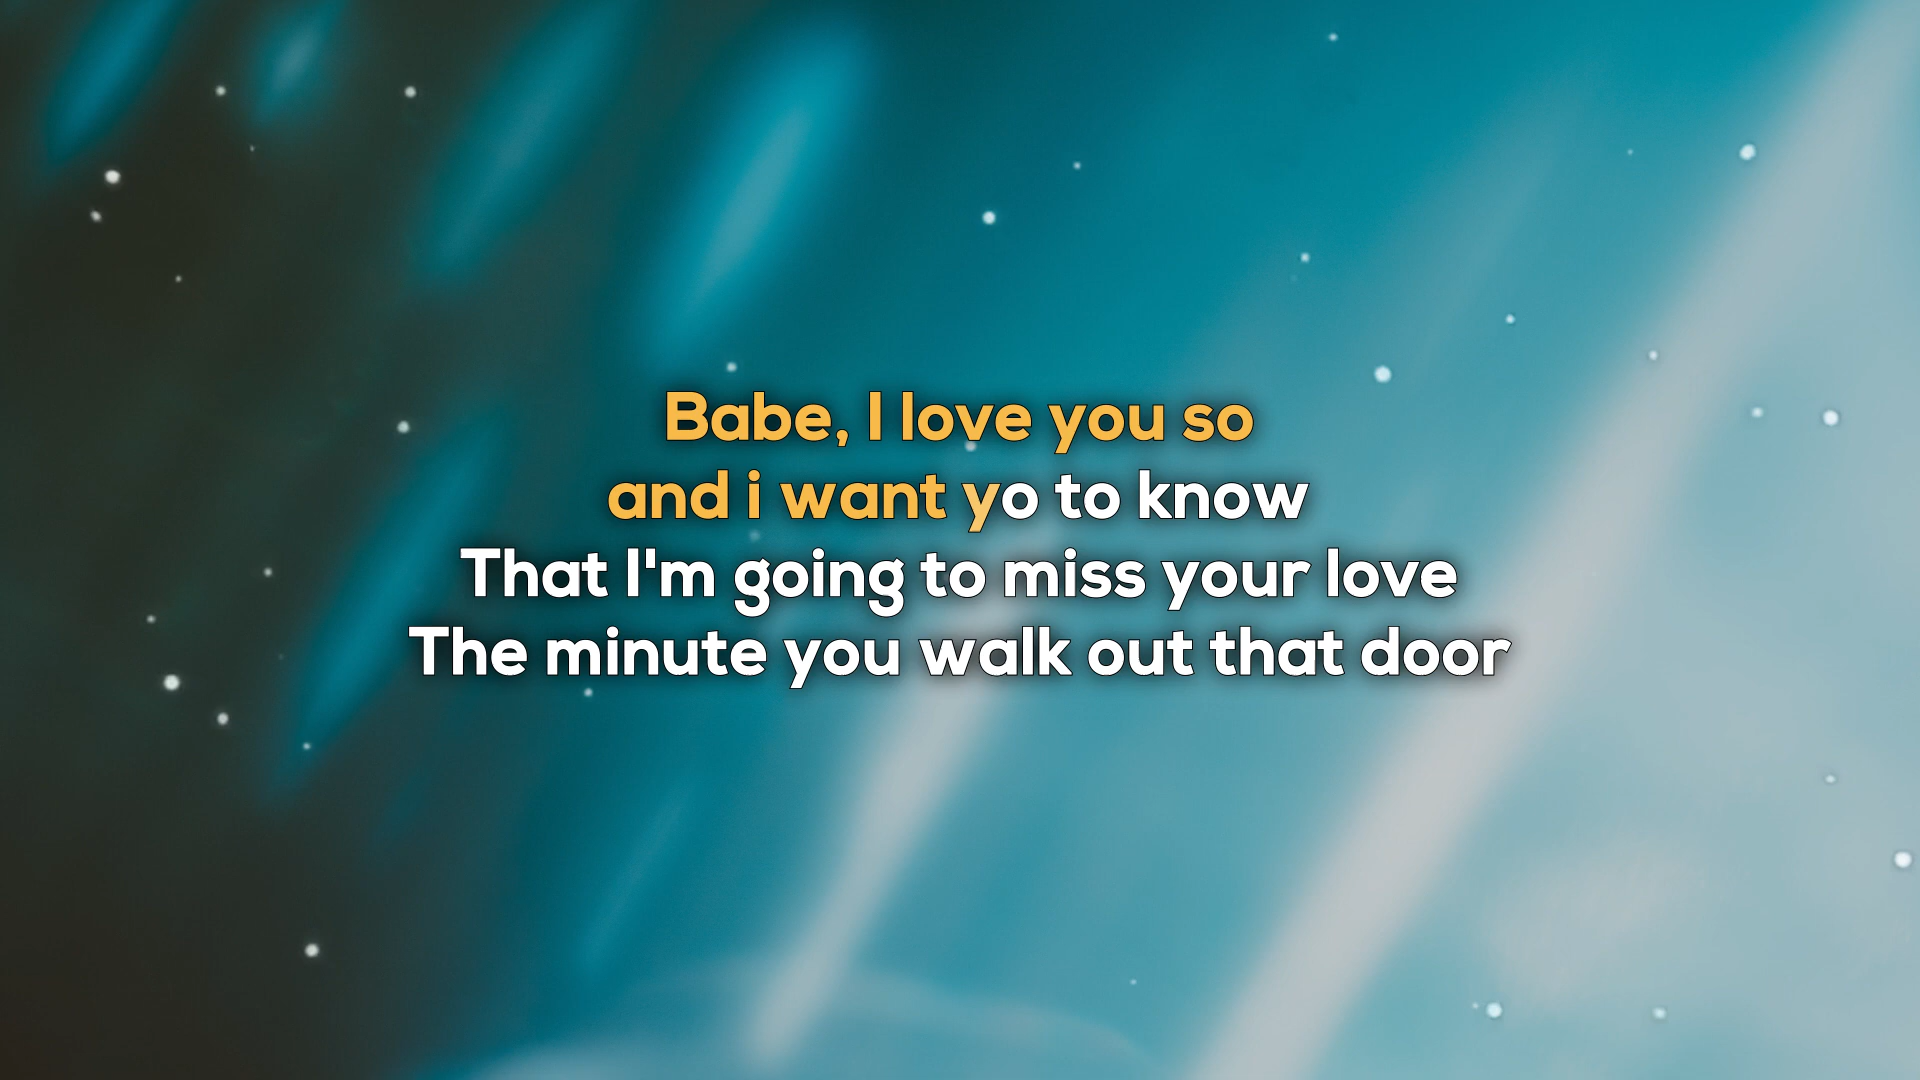 Babe, I love you so
and i want yo to know
That I'm going to miss your love
The minute you walk out that door